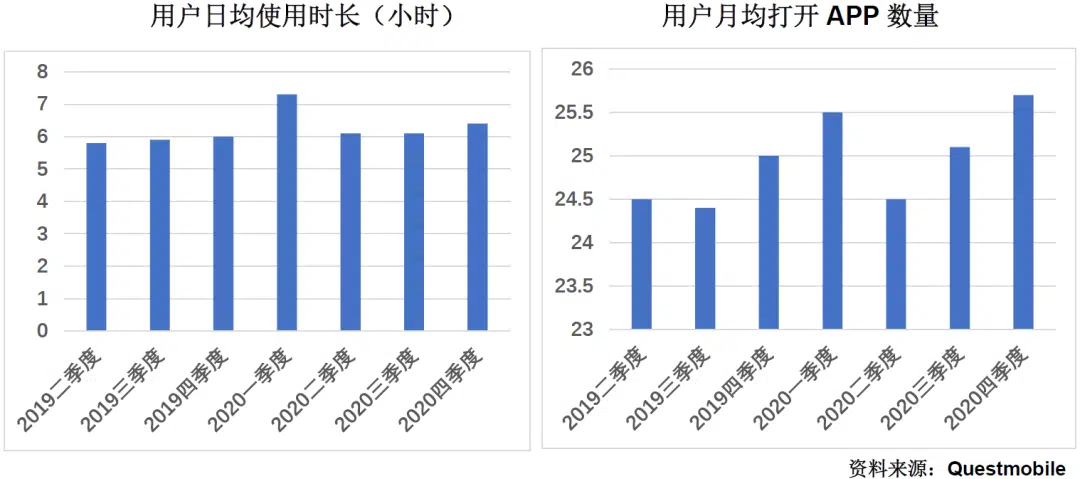 用户日均使用时长（小时）
8
7
6
5
4
3
2
1
0
2019二季度
2019三季度
2019四季度
2020一季度
2020二季度
2020三季度
2020四季度
用户月均打开 APP 数量
26
25.5
25
24.5
24
23.5
23
2019二季度
2019三季度
2019四季度
2020一季度
2020二季度
2020三季度
2020四季度
资料来源：Questmobile